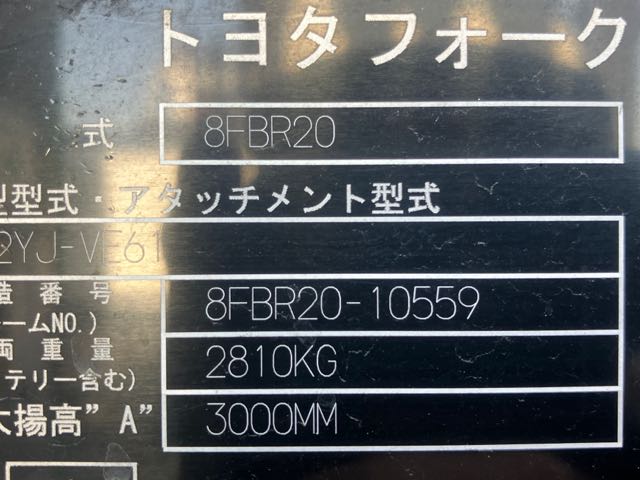 トヨタフォーク
式 8FBR20
型式・アタッチメント型式
2YJ-VE61
造番号 8FBR20-10559
ームNO.)
両重量 2810KG
テリー含む)
大揚高"A" 3000MM